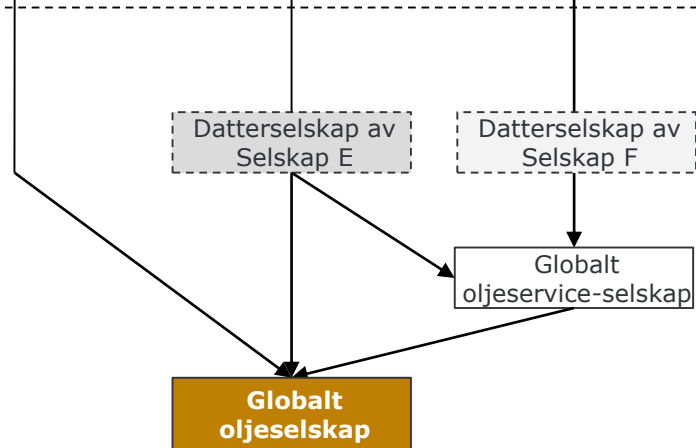 Datterselskap av
Selskap E
Datterselskap av
Selskap F
Globalt
oljeservice-selskap
Globalt
oljeselskap